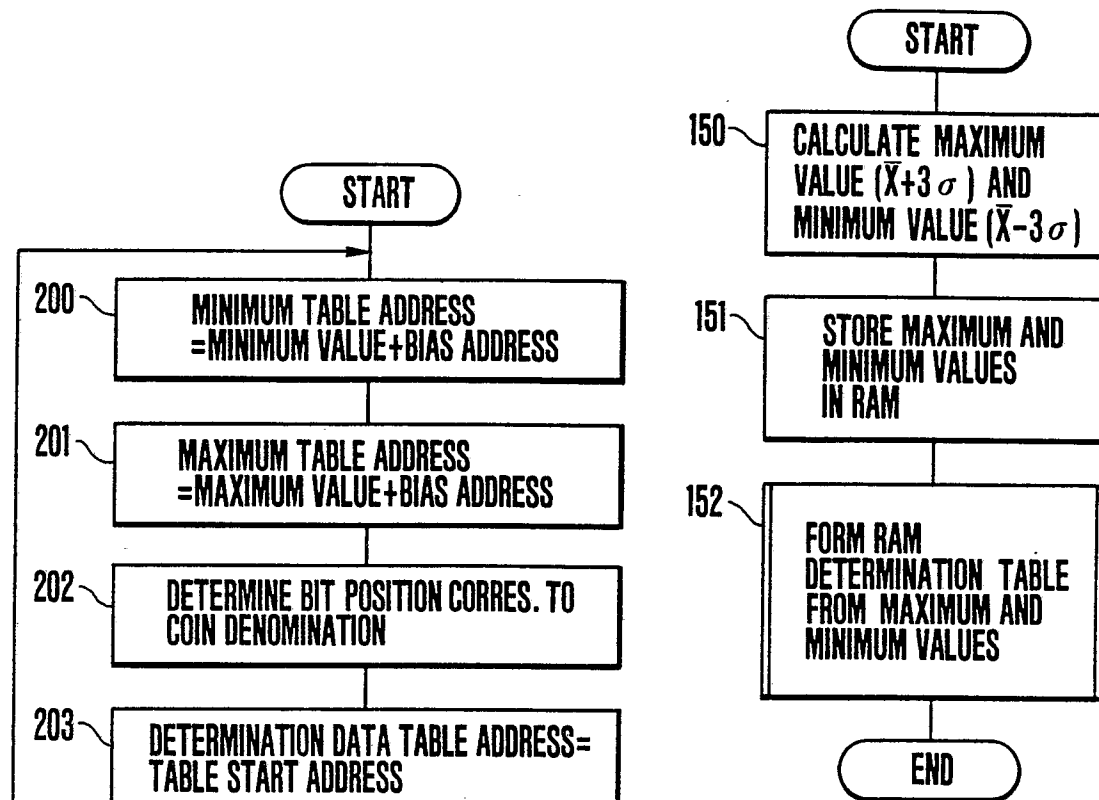 START
200
MINIMUM TABLE ADDRESS
=MINIMUM VALUE+BIAS ADDRESS
201
MAXIMUM TABLE ADDRESS
=MAXIMUM VALUE+BIAS ADDRESS
202
DETERMINE BIT POSITION CORRES. TO
COIN DENOMINATION
203
DETERMINATION DATA TABLE ADDRESS=
TABLE START ADDRESS
START
150
CALCULATE MAXIMUM
VALUE (X̅+3σ) AND
MINIMUM VALUE (X̅-3σ)
151
STORE MAXIMUM AND
MINIMUM VALUES
IN RAM
152
FORM RAM
DETERMINATION TABLE
FROM MAXIMUM AND
MINIMUM VALUES
END